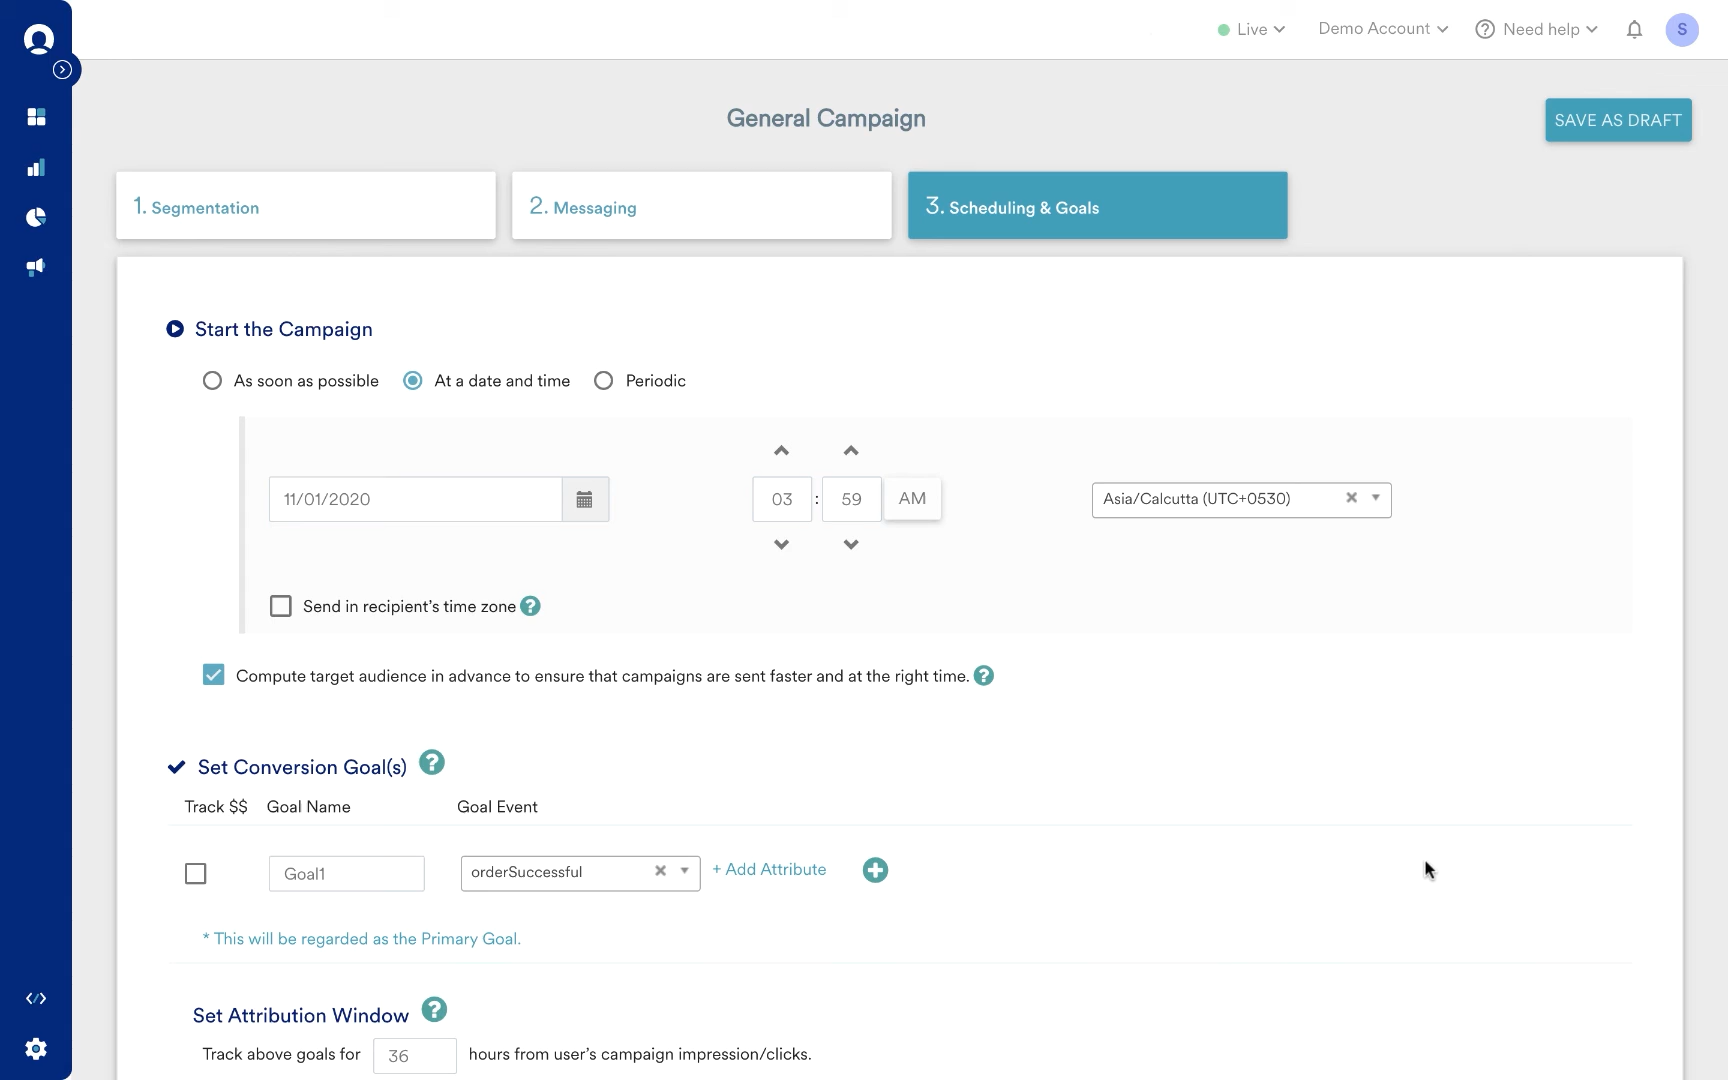 Live
Demo Account
? Need help
S
General Campaign
SAVE AS DRAFT
1. Segmentation
2. Messaging
3. Scheduling & Goals
Start the Campaign
As soon as possible
At a date and time
Periodic
11/01/2020
03 : 59 AM
Asia/Calcutta (UTC+0530)
Send in recipient's time zone ?
Compute target audience in advance to ensure that campaigns are sent faster and at the right time. ?
Set Conversion Goal(s) ?
Track $$ Goal Name Goal Event
Goal1 orderSuccessful + Add Attribute
* This will be regarded as the Primary Goal.
Set Attribution Window ?
Track above goals for 36 hours from user's campaign impression/clicks.